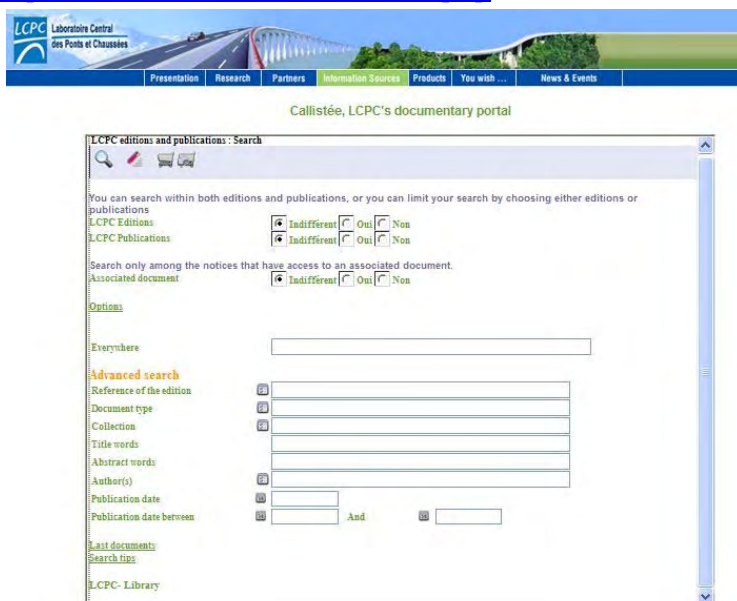 LCPC Laboratoire Central
des Ponts et Chaussées
Presentation Research Partners Information Sources Products You wish ... News & Events
Callistée, LCPC's documentary portal
LCPC editions and publications : Search
You can search within both editions and publications, or you can limit your search by choosing either editions or
publications
LCPC Editions Indifférent Oui Non
LCPC Publications Indifférent Oui Non
Search only among the notices that have access to an associated document.
Associated document Indifférent Oui Non
Options
Everywhere
Advanced search
Reference of the edition
Document type
Collection
Title words
Abstract words
Author(s)
Publication date
Publication date between And
Last documents
Search tips
LCPC- Library